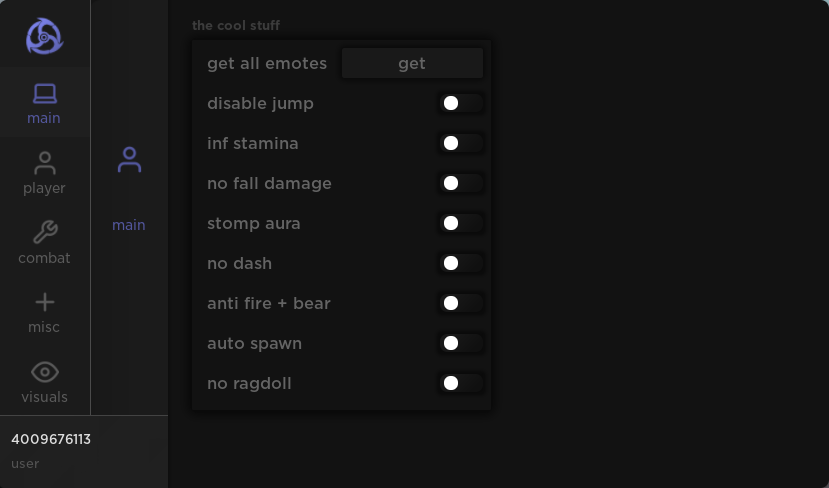 the cool stuff
get all emotes get
disable jump
inf stamina
no fall damage
stomp aura
no dash
anti fire + bear
auto spawn
no ragdoll
main
player
combat
misc
visuals
main
4009676113
user